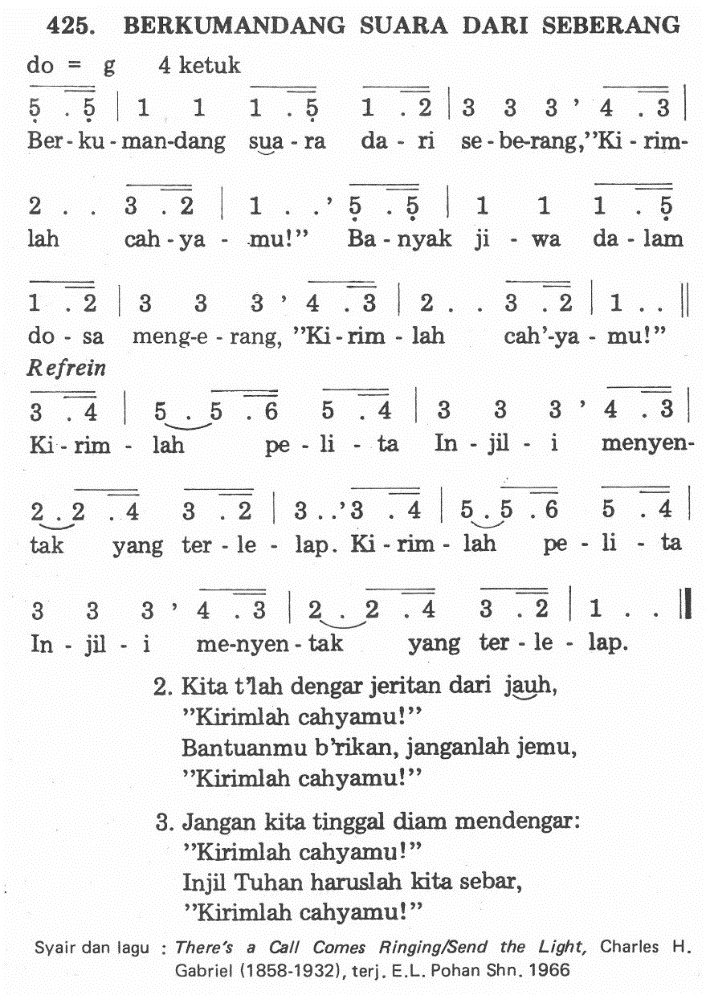 425. BERKUMANDANG SUARA DARI SEBERANG
do = g 4 ketuk
5̣ . 5̣ | 1 1 1 . 5̣ 1 . 2 | 3 3 3 ’ 4 . 3 |
Ber - ku - man-dang sua - ra da - ri se - be-rang,”Ki - rim-
2 . . 3 . 2 | 1 . . ’ 5̣ . 5̣ | 1 1 1 . 5̣
lah cah - ya - mu!” Ba - nyak ji - wa da - lam
1 . 2 | 3 3 3 ’ 4 . 3 | 2 . . 3 . 2 | 1 . . ||
do - sa meng-e - rang, ”Ki - rim - lah cah’-ya - mu!”
Refrein
3 . 4 | 5 . 5 . 6 5 . 4 | 3 3 3 ’ 4 . 3 |
Ki - rim - lah pe - li - ta In - jil - i menyen-
2 . 2 . 4 3 . 2 | 3 . . ’ 3 . 4 | 5 . 5 . 6 5 . 4 |
tak yang ter - le - lap. Ki - rim - lah pe - li - ta
3 3 3 ’ 4 . 3 | 2 . 2 . 4 3 . 2 | 1 . . ||
In - jil - i me-nyen - tak yang ter - le - lap.
2. Kita t’lah dengar jeritan dari jauh,
”Kirimlah cahyamu!”
Bantuanmu b’rikan, janganlah jemu,
”Kirimlah cahyamu!”
3. Jangan kita tinggal diam mendengar:
”Kirimlah cahyamu!”
Injil Tuhan haruslah kita sebar,
”Kirimlah cahyamu!”
Syair dan lagu : There’s a Call Comes Ringing/Send the Light, Charles H.
Gabriel (1858-1932), terj. E.L. Pohan Shn. 1966